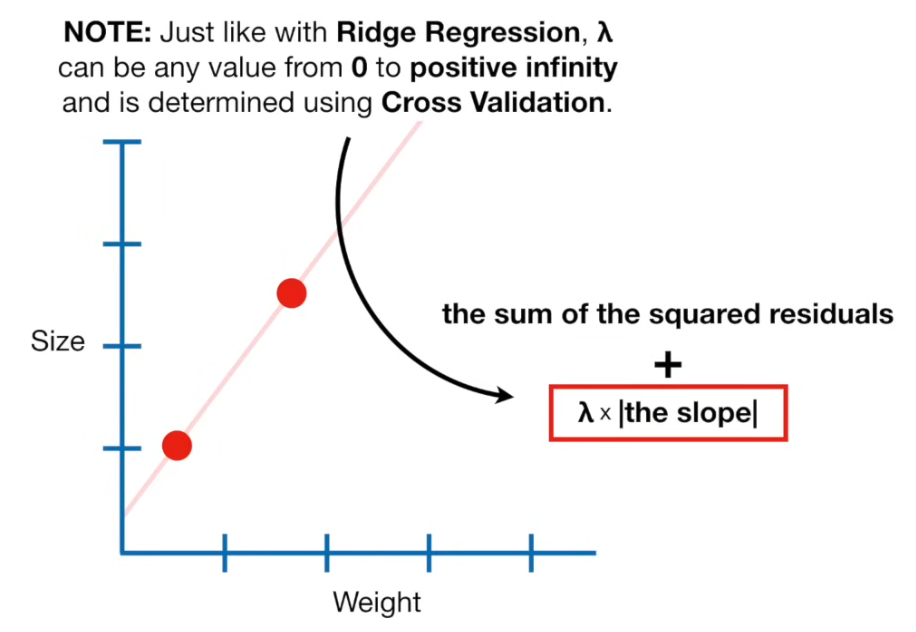 NOTE: Just like with Ridge Regression, λ
can be any value from 0 to positive infinity
and is determined using Cross Validation.
the sum of the squared residuals
+
λ x |the slope|
Size
Weight